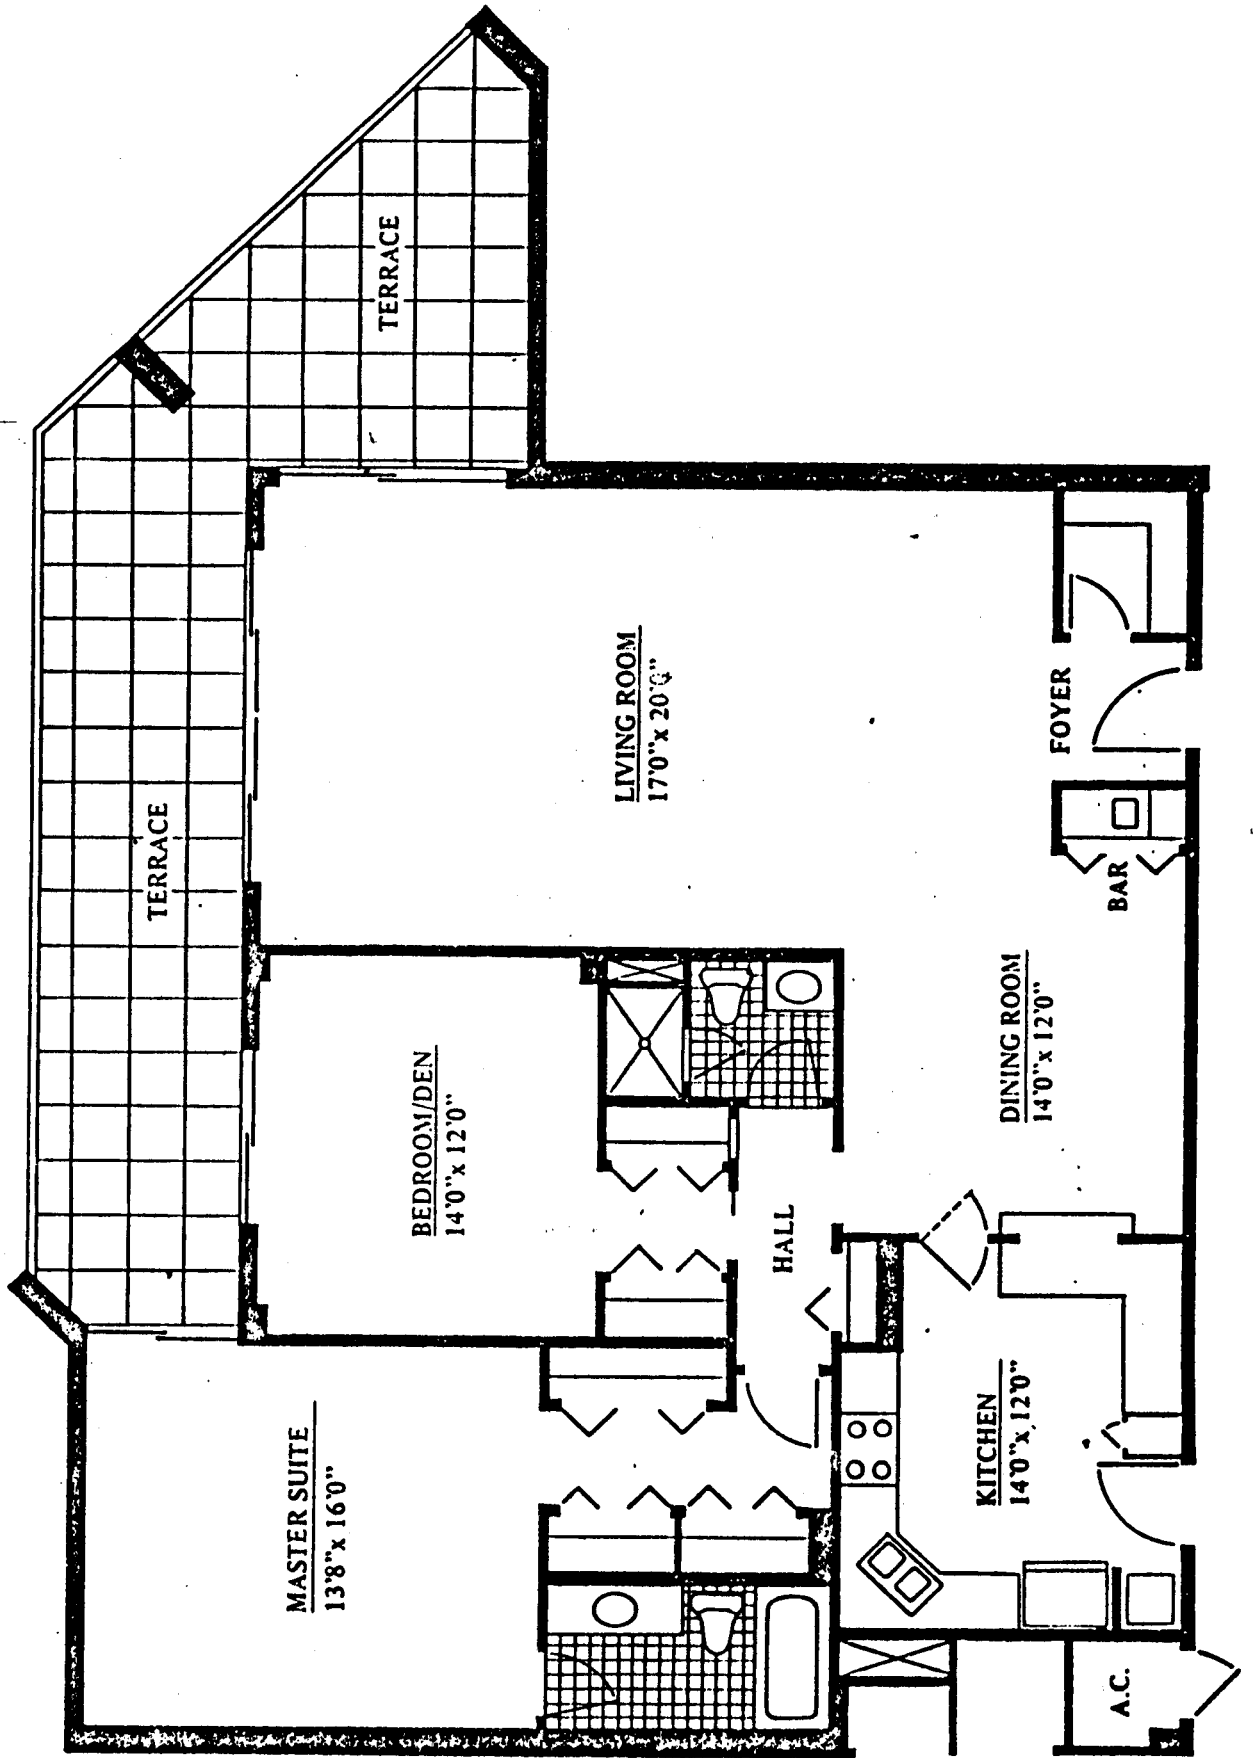 TERRACE
MASTER SUITE
13'8"x 16'0"
TERRACE
BEDROOM/DEN
14'0"x 12'0"
LIVING ROOM
17'0"x 20'0"
HALL
KITCHEN
14'0"x 12'0"
DINING ROOM
14'0"x 12'0"
FOYER
BAR
A.C.